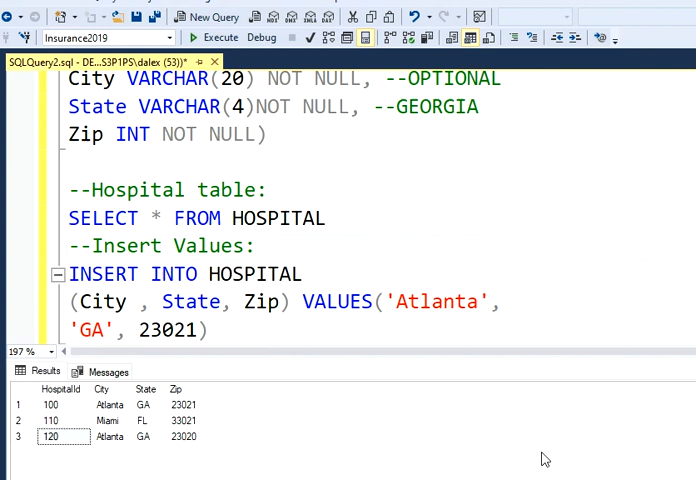 New Query
Insurance2019
Execute
Debug
SQLQuery2.sql - DE...S3P1PS\dalex (53))*
City VARCHAR(20) NOT NULL, --OPTIONAL
State VARCHAR(4)NOT NULL, --GEORGIA
Zip INT NOT NULL)
--Hospital table:
SELECT * FROM HOSPITAL
--Insert Values:
INSERT INTO HOSPITAL
(City , State, Zip) VALUES('Atlanta',
'GA', 23021)
197 %
Results Messages
HospitalId City State Zip
1 100 Atlanta GA 23021
2 110 Miami FL 33021
3 120 Atlanta GA 23020